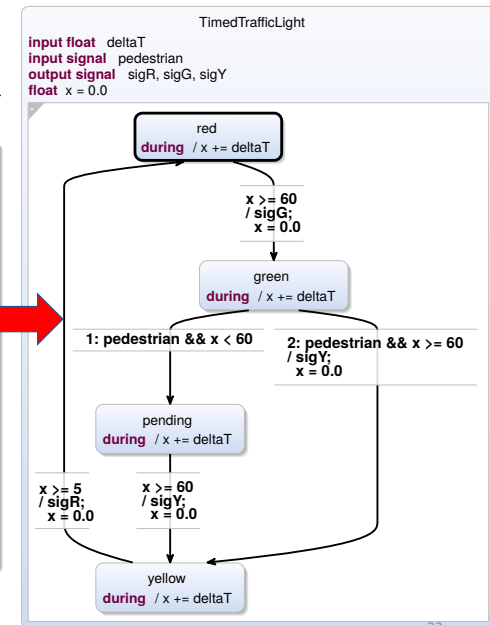 TimedTrafficLight
input float deltaT
input signal pedestrian
output signal sigR, sigG, sigY
float x = 0.0
red
during / x += deltaT
x >= 60
/ sigG;
x = 0.0
green
during / x += deltaT
1: pedestrian && x < 60
2: pedestrian && x >= 60
/ sigY;
x = 0.0
pending
during / x += deltaT
x >= 5
/ sigR;
x = 0.0
x >= 60
/ sigY;
x = 0.0
yellow
during / x += deltaT